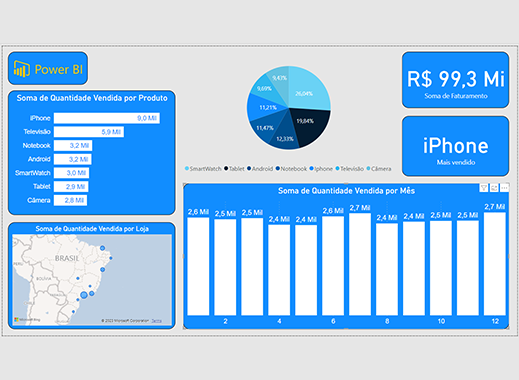 Power BI
Soma de Quantidade Vendida por Produto
IPhone 9,0 Mil
Televisão 5,9 Mil
Notebook 3,2 Mil
Android 3,2 Mil
SmartWatch 3,0 Mil
Tablet 2,9 Mil
Câmera 2,8 Mil
9,43%
9,69%
26,04%
11,21%
11,47%
19,84%
12,33%
SmartWatch Tablet Android Notebook Iphone Televisão Câmera
R$ 99,3 Mi
Soma de Faturamento
iPhone
Mais vendido
Soma de Quantidade Vendida por Loja
BRASIL
BOLÍVIA
Microsoft Bing
© 2023 Microsoft Corporation Terms
Soma de Quantidade Vendida por Mês
2,6 Mil 2,5 Mil 2,5 Mil 2,4 Mil 2,4 Mil 2,6 Mil 2,7 Mil 2,4 Mil 2,4 Mil 2,5 Mil 2,5 Mil 2,7 Mil
2 4 6 8 10 12